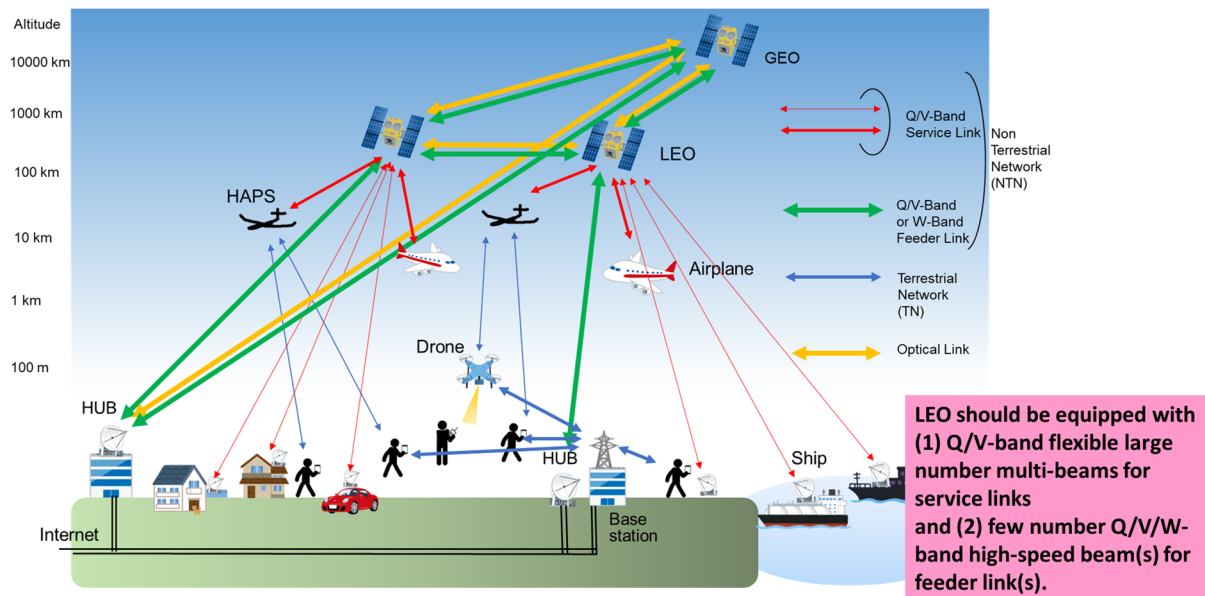 Altitude
10000 km
1000 km
100 km
10 km
1 km
100 m
GEO
LEO
HAPS
Airplane
Drone
HUB
HUB
Ship
Internet
Base
station
Q/V-Band
Service Link
Non
Terrestrial
Network
(NTN)
Q/V-Band
or W-Band
Feeder Link
Terrestrial
Network
(TN)
Optical Link
LEO should be equipped with
(1) Q/V-band flexible large
number multi-beams for
service links
and (2) few number Q/V/W-
band high-speed beam(s) for
feeder link(s).